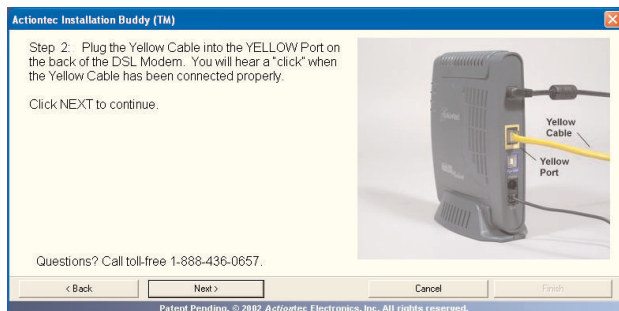 Actiontec Installation Buddy (TM)
Step 2: Plug the Yellow Cable into the YELLOW Port on
the back of the DSL Modem. You will hear a "click" when
the Yellow Cable has been connected properly.
Click NEXT to continue.
Actiontec
Yellow
Cable
Yellow
Port
Questions? Call toll-free 1-888-436-0657.
< Back
Next >
Cancel
Finish
Patent Pending. © 2002 Actiontec Electronics, Inc. All rights reserved.